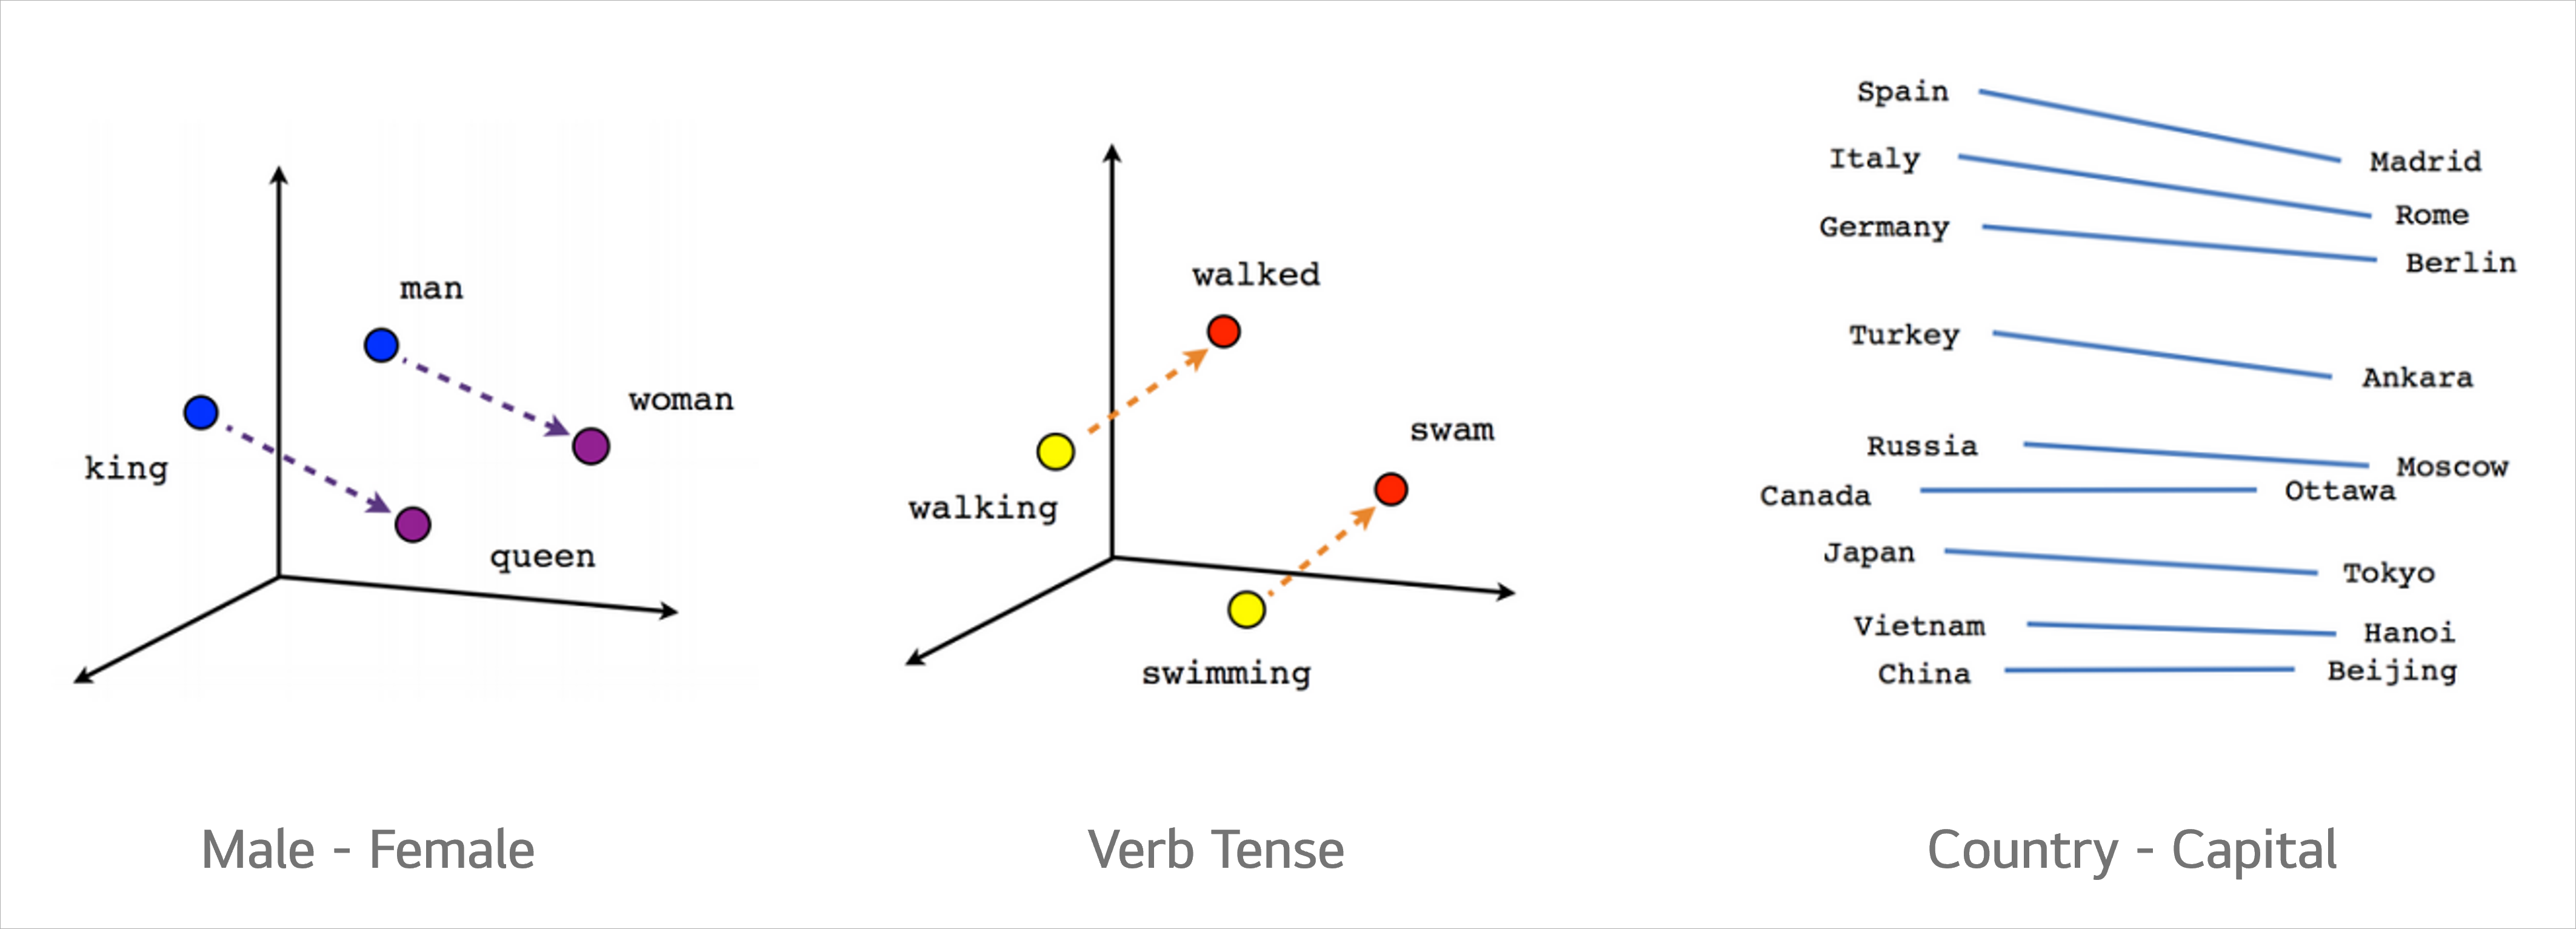 man
woman
king
queen
Male - Female
walked
swam
walking
swimming
Verb Tense
Spain
Madrid
Italy
Rome
Germany
Berlin
Turkey
Ankara
Russia
Moscow
Canada
Ottawa
Japan
Tokyo
Vietnam
Hanoi
China
Beijing
Country - Capital